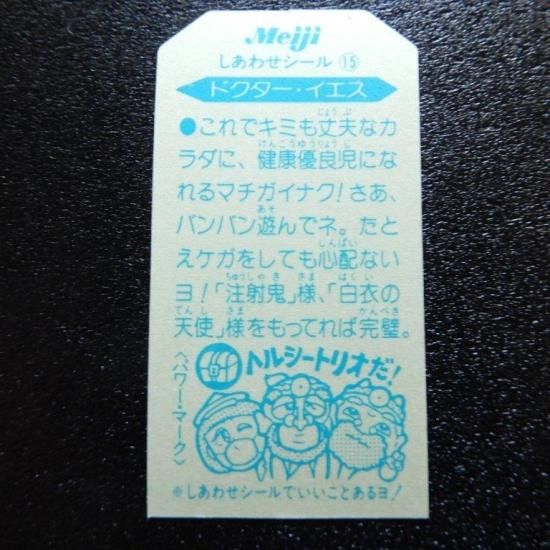 Meiji
しあわせシール ⑮
ドクター・イエス
●これでキミも丈夫なカ
ラダに、健康優良児にな
れるマチガイナク!さあ、
バンバン遊んでネ。たと
えケガをしても心配ない
ヨ!「注射鬼」様、「白衣の
天使」様をもってれば完璧。
ヘルシートリオだ!
〈パワー・マーク〉
※しあわせシールでいいことあるヨ!